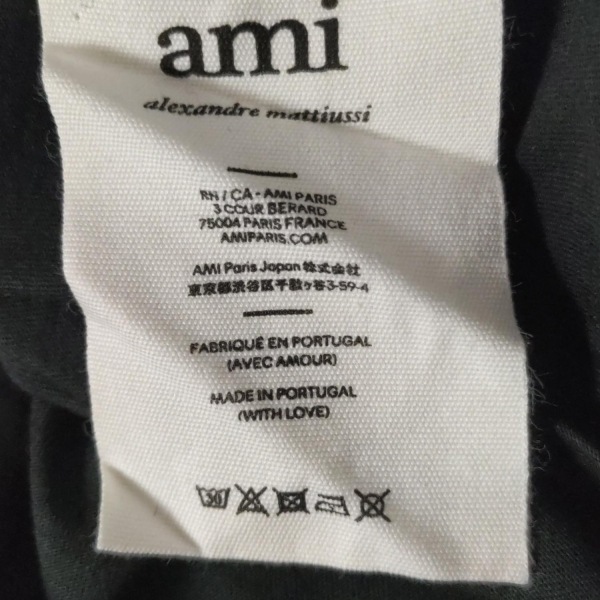 ami
alexandre mattiussi
RN / CA - AMI PARIS
3 COUR BERARD
75004 PARIS FRANCE
AMIPARIS.COM
AMI Paris Japan 株式会社
東京都渋谷区千駄ヶ谷3-59-4
FABRIQUÉ EN PORTUGAL
(AVEC AMOUR)
MADE IN PORTUGAL
(WITH LOVE)
30